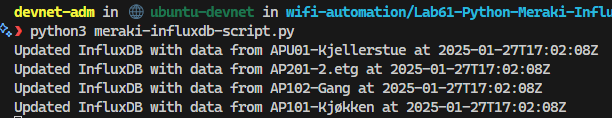 devnet-adm in ubuntu-devnet in wifi-automation/Lab61-Python-Meraki-Influ
❯ python3 meraki-influxdb-script.py
Updated InfluxDB with data from APU01-Kjellerstue at 2025-01-27T17:02:08Z
Updated InfluxDB with data from AP201-2.etg at 2025-01-27T17:02:08Z
Updated InfluxDB with data from AP102-Gang at 2025-01-27T17:02:08Z
Updated InfluxDB with data from AP101-Kjøkken at 2025-01-27T17:02:08Z